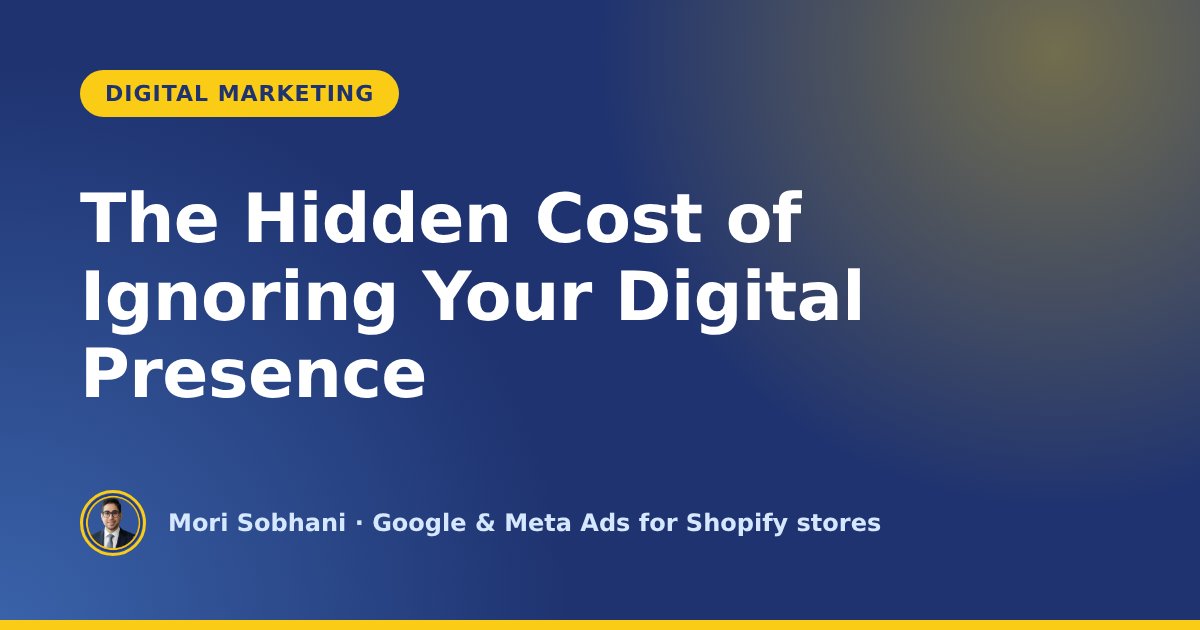 DIGITAL MARKETING
The Hidden Cost of
Ignoring Your Digital
Presence
Mori Sobhani · Google & Meta Ads for Shopify stores